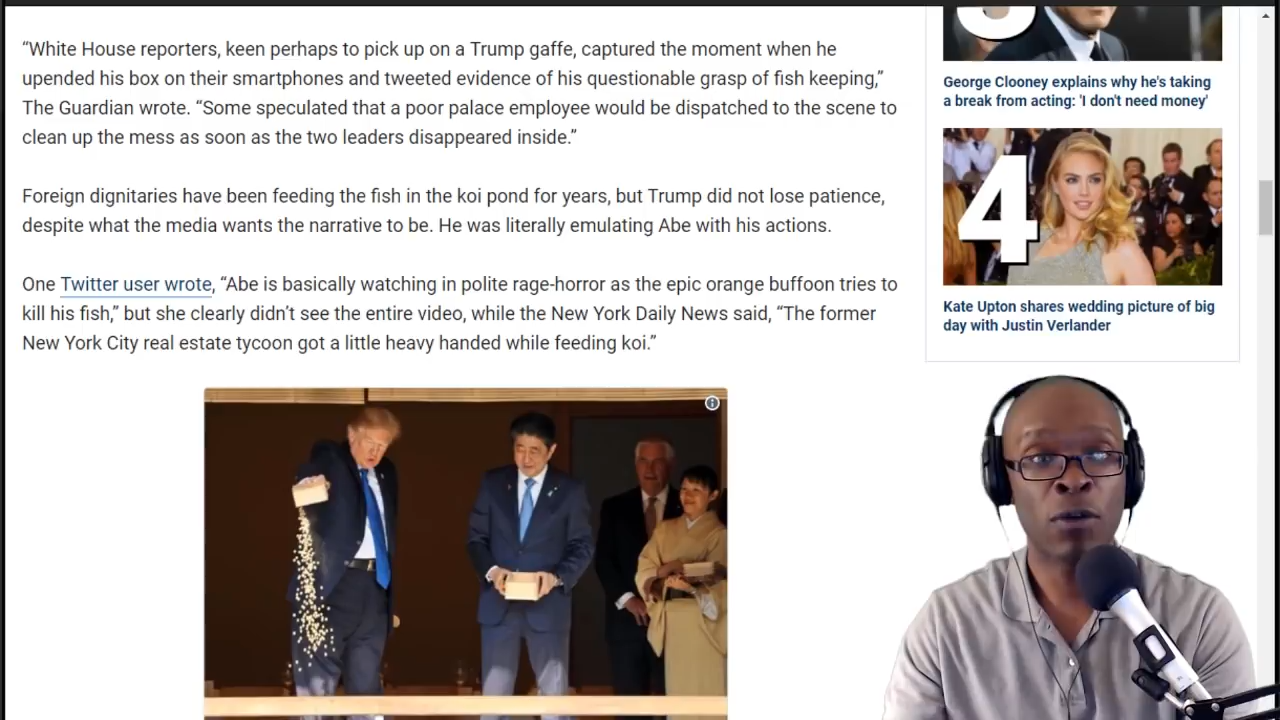 “White House reporters, keen perhaps to pick up on a Trump gaffe, captured the moment when he
upended his box on their smartphones and tweeted evidence of his questionable grasp of fish keeping,”
The Guardian wrote. “Some speculated that a poor palace employee would be dispatched to the scene to
clean up the mess as soon as the two leaders disappeared inside.”
Foreign dignitaries have been feeding the fish in the koi pond for years, but Trump did not lose patience,
despite what the media wants the narrative to be. He was literally emulating Abe with his actions.
One Twitter user wrote, “Abe is basically watching in polite rage-horror as the epic orange buffoon tries to
kill his fish,” but she clearly didn’t see the entire video, while the New York Daily News said, “The former
New York City real estate tycoon got a little heavy handed while feeding koi.”
George Clooney explains why he's taking
a break from acting: 'I don't need money'
4
Kate Upton shares wedding picture of big
day with Justin Verlander